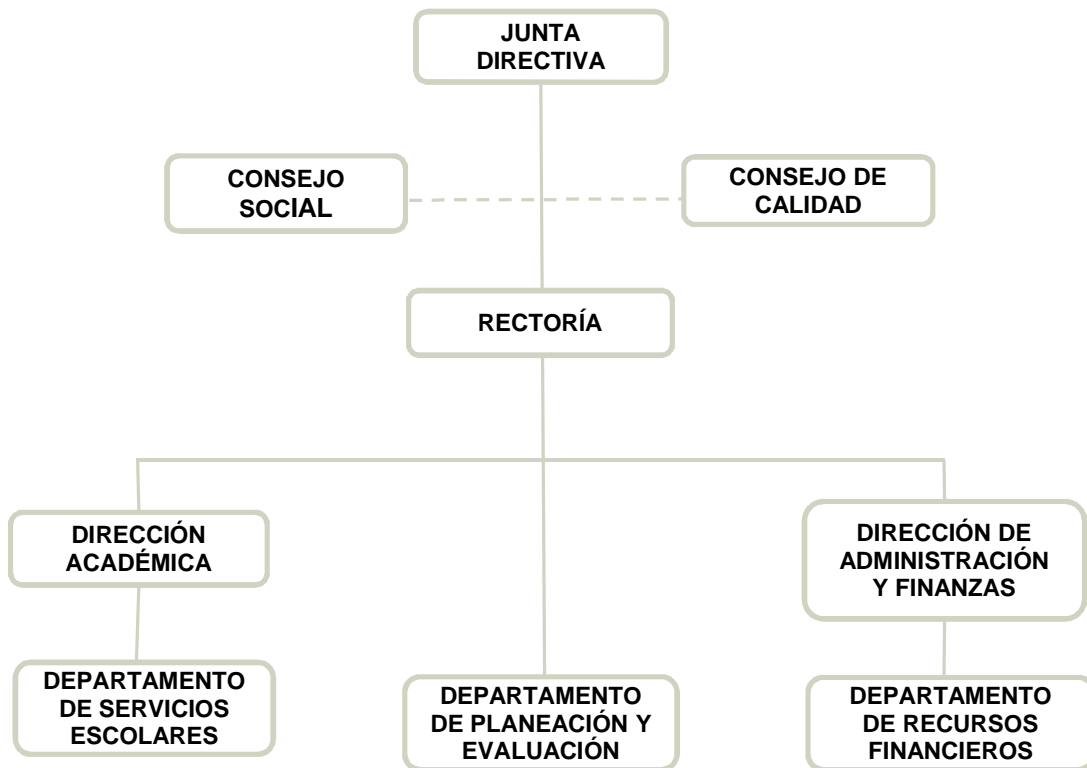 JUNTA
DIRECTIVA
CONSEJO
SOCIAL
CONSEJO DE
CALIDAD
RECTORÍA
DIRECCIÓN
ACADÉMICA
DIRECCIÓN DE
ADMINISTRACIÓN
Y FINANZAS
DEPARTAMENTO
DE SERVICIOS
ESCOLARES
DEPARTAMENTO
DE PLANEACIÓN Y
EVALUACIÓN
DEPARTAMENTO
DE RECURSOS
FINANCIEROS